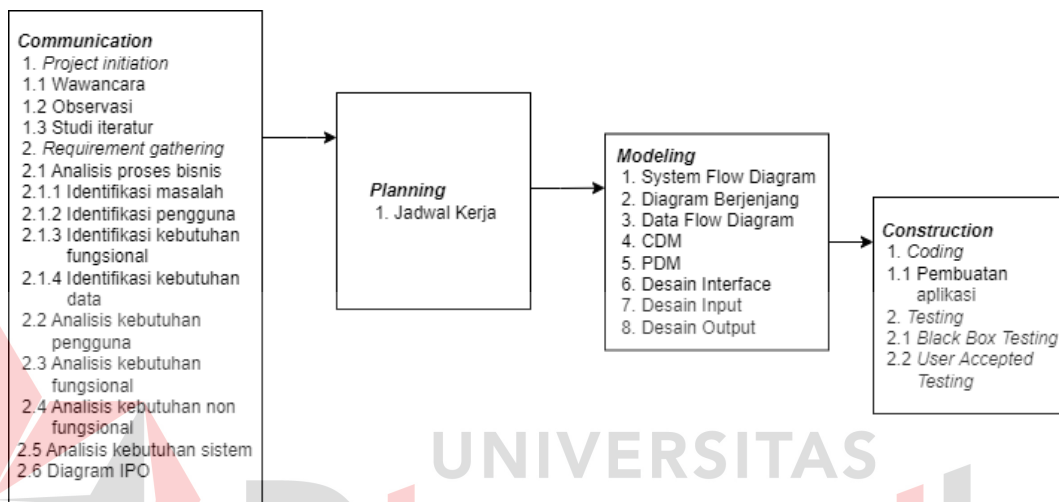 Communication
1. Project initiation
1.1 Wawancara
1.2 Observasi
1.3 Studi iteratur
2. Requirement gathering
2.1 Analisis proses bisnis
2.1.1 Identifikasi masalah
2.1.2 Identifikasi pengguna
2.1.3 Identifikasi kebutuhan
fungsional
2.1.4 Identifikasi kebutuhan
data
2.2 Analisis kebutuhan
pengguna
2.3 Analisis kebutuhan
fungsional
2.4 Analisis kebutuhan non
fungsional
2.5 Analisis kebutuhan sistem
2.6 Diagram IPO
Planning
1. Jadwal Kerja
Modeling
1. System Flow Diagram
2. Diagram Berjenjang
3. Data Flow Diagram
4. CDM
5. PDM
6. Desain Interface
7. Desain Input
8. Desain Output
Construction
1. Coding
1.1 Pembuatan
aplikasi
2. Testing
2.1 Black Box Testing
2.2 User Accepted
Testing
UNIVERSITAS